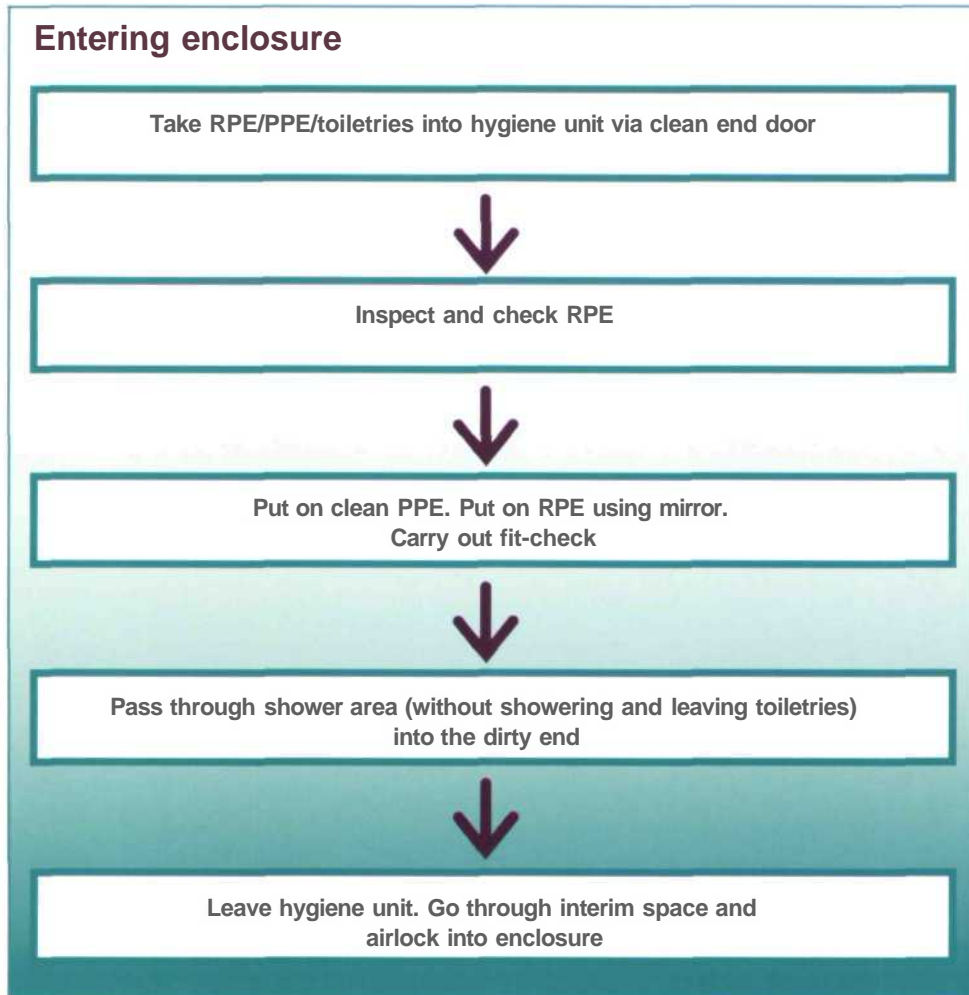 Entering enclosure
Take RPE/PPE/toiletries into hygiene unit via clean end door
Inspect and check RPE
Put on clean PPE. Put on RPE using mirror.
Carry out fit-check
Pass through shower area (without showering and leaving toiletries)
into the dirty end
Leave hygiene unit. Go through interim space and
airlock into enclosure